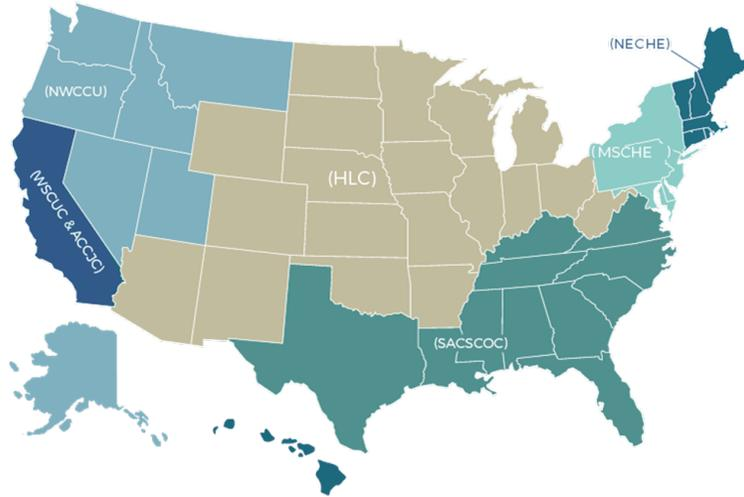 (NECHE)
(NWCCU)
(MSCHE )
(HLC)
(WSCUC & ACCJC)
(SACSCOC)